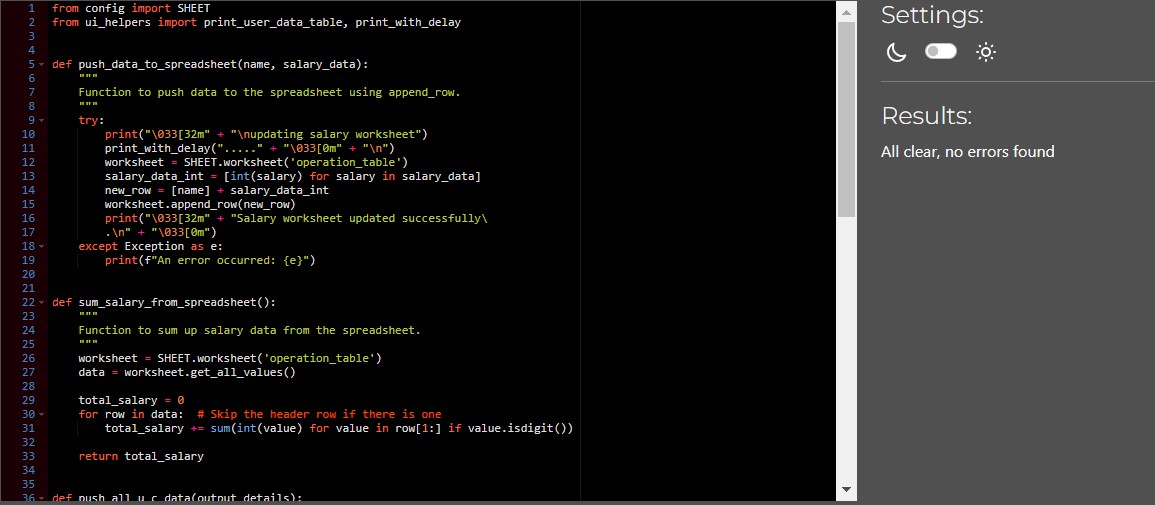 1 from config import SHEET
2 from ui_helpers import print_user_data_table, print_with_delay
3
4
5 def push_data_to_spreadsheet(name, salary_data):
6     """
7     Function to push data to the spreadsheet using append_row.
8     """
9     try:
10         print("\033[32m" + "\nupdating salary worksheet")
11         print_with_delay("....." + "\033[0m" + "\n")
12         worksheet = SHEET.worksheet('operation_table')
13         salary_data_int = [int(salary) for salary in salary_data]
14         new_row = [name] + salary_data_int
15         worksheet.append_row(new_row)
16         print("\033[32m" + "Salary worksheet updated successfully\
17         .\n" + "\033[0m")
18     except Exception as e:
19         print(f"An error occurred: {e}")
20
21
22 def sum_salary_from_spreadsheet():
23     """
24     Function to sum up salary data from the spreadsheet.
25     """
26     worksheet = SHEET.worksheet('operation_table')
27     data = worksheet.get_all_values()
28
29     total_salary = 0
30     for row in data:  # Skip the header row if there is one
31         total_salary += sum(int(value) for value in row[1:] if value.isdigit())
32
33     return total_salary
34
35
36 def push_all_u_c_data(output_details):
Settings:
Results:
All clear, no errors found